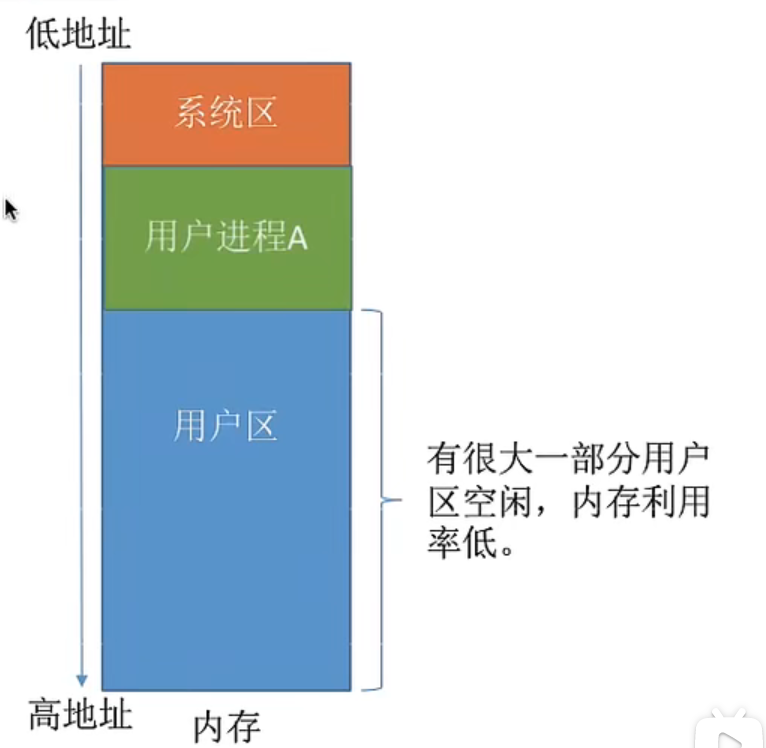 低地址
系统区
用户进程A
用户区
有很大一部分用户
区空闲，内存利用
率低。
高地址
内存